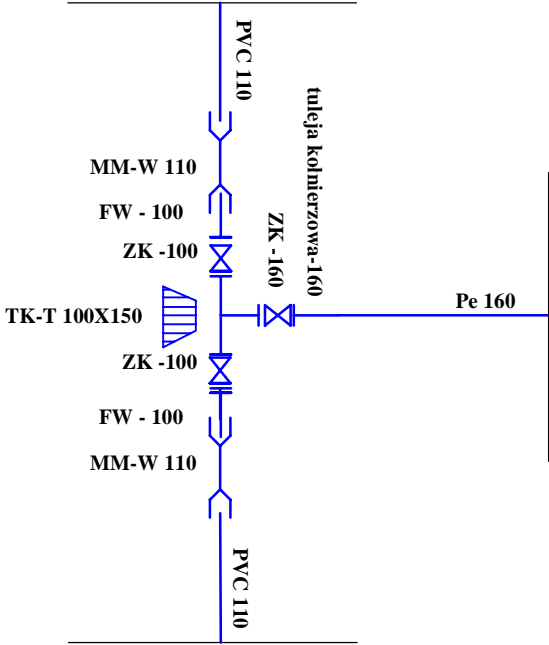 PVC 110
MM-W 110
FW - 100
ZK -100
tuleja kołnierzowa-160
ZK -160
TK-T 100X150
Pe 160
ZK -100
FW - 100
MM-W 110
PVC 110